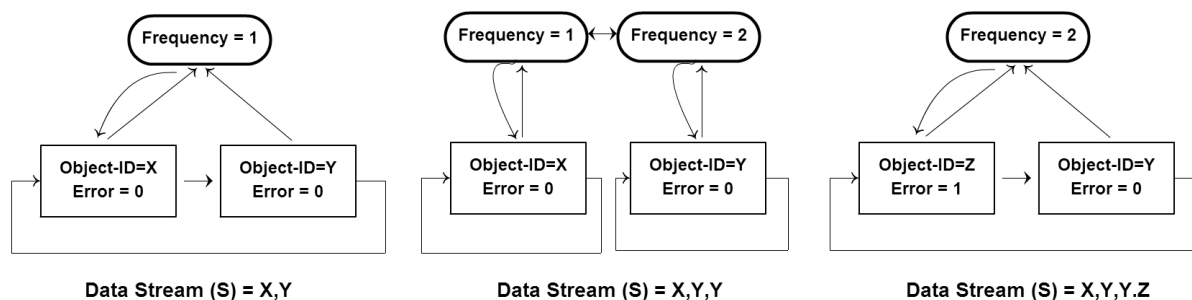 Frequency = 1
Object-ID=X
Error = 0
Object-ID=Y
Error = 0
Data Stream (S) = X,Y
Frequency = 1
Frequency = 2
Object-ID=X
Error = 0
Object-ID=Y
Error = 0
Data Stream (S) = X,Y,Y
Frequency = 2
Object-ID=Z
Error = 1
Object-ID=Y
Error = 0
Data Stream (S) = X,Y,Y.Z